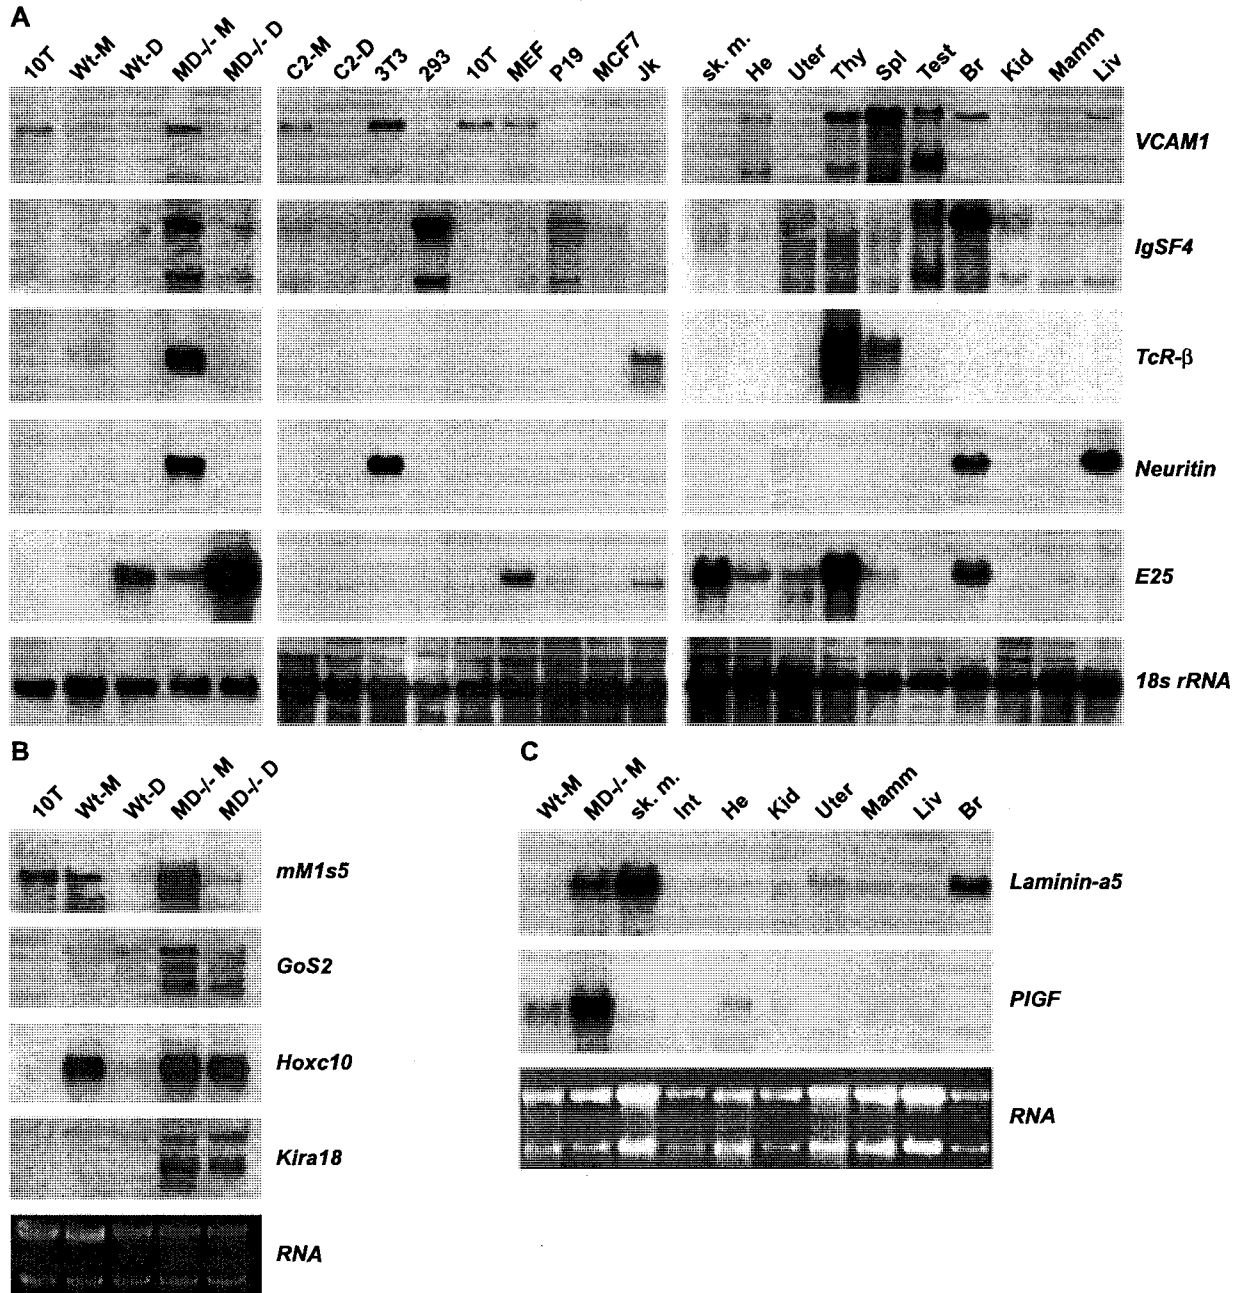 A
10T Wt-M Wt-D MD-/- M MD-/- D C2-M C2-D 3T3 293 10T MEF P19 MCF7 Jk sk. m. He Uter Thy Spl Test Br Kid Mamm Liv
VCAM1
IgSF4
TcR-β
Neuritin
E25
18s rRNA
B
10T Wt-M Wt-D MD-/- M MD-/- D
mM1s5
GoS2
Hoxc10
Kira18
RNA
C
Wt-M MD-/- M sk. m. Int He Kid Uter Mamm Liv Br
Laminin-a5
PlGF
RNA